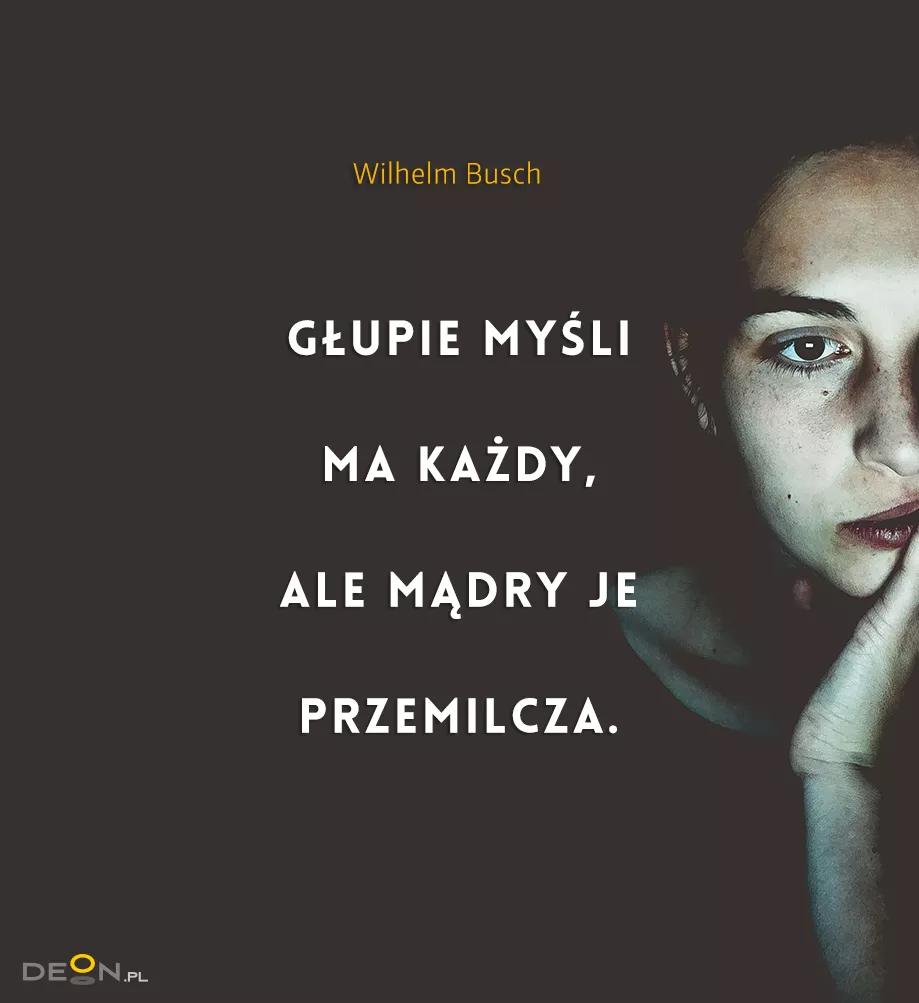 Wilhelm Busch
GŁUPIE MYŚLI
MA KAŻDY,
ALE MĄDRY JE
PRZEMILCZA.
DEON.PL